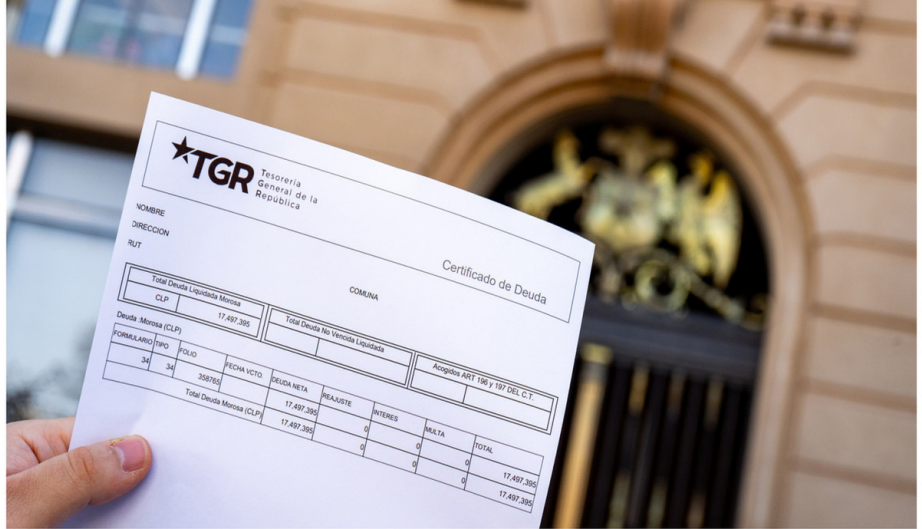 TGR
Tesorería
General de la
República
Certificado de Deuda
NOMBRE
DIRECCION
RUT
COMUNA
Total Deuda Liquidada Morosa
CLP 17,497,395
Total Deuda No Vencida Liquidada
Acogidos ART 196 y 197 DEL C.T.
Deuda :Morosa (CLP)
FORMULARIO TIPO FOLIO FECHA VCTO. DEUDA NETA REAJUSTE INTERES MULTA TOTAL
34 34 358765 17,497,395 0 0 0 17,497,395
Total Deuda Morosa (CLP) 17,497,395 0 0 0 17,497,395